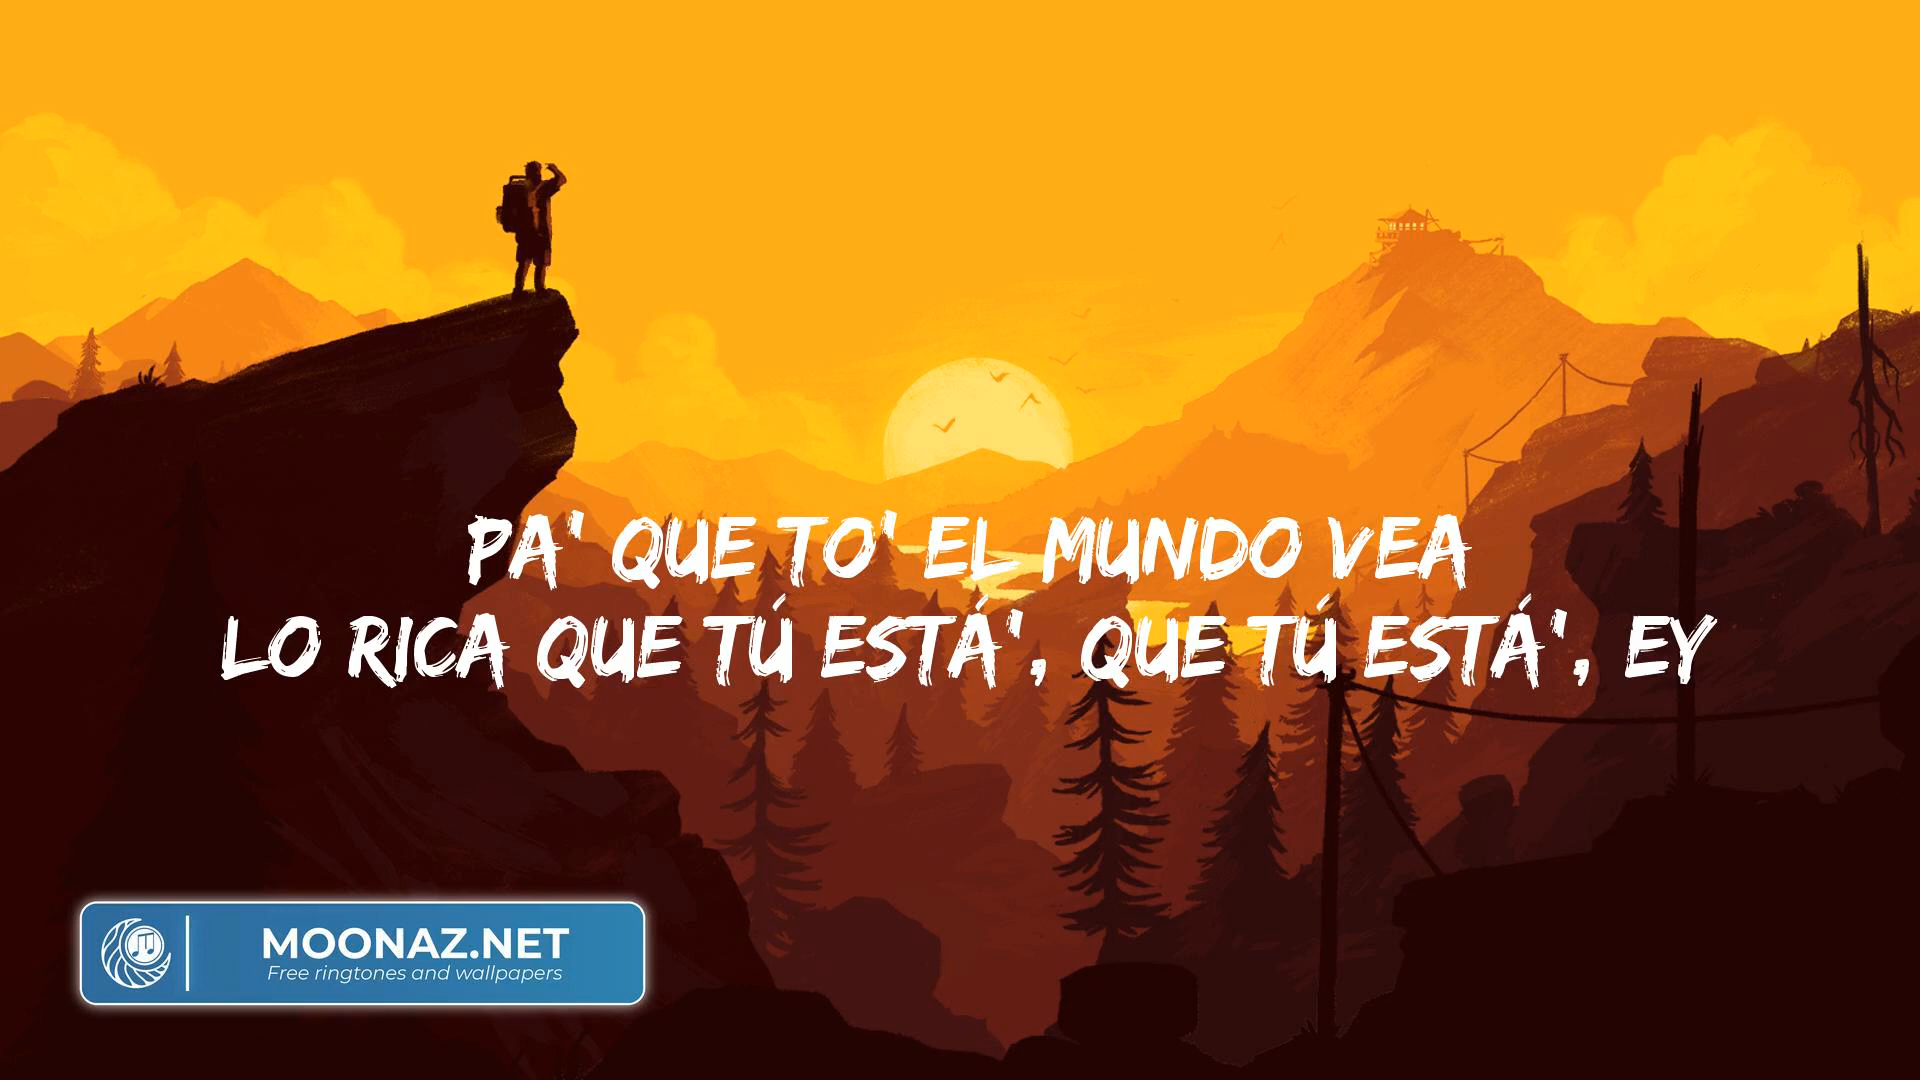 PA' QUE TO' EL MUNDO VEA
LO RICA QUE TÚ ESTÁ', QUE TÚ ESTÁ', EY
MOONAZ.NET
Free ringtones and wallpapers